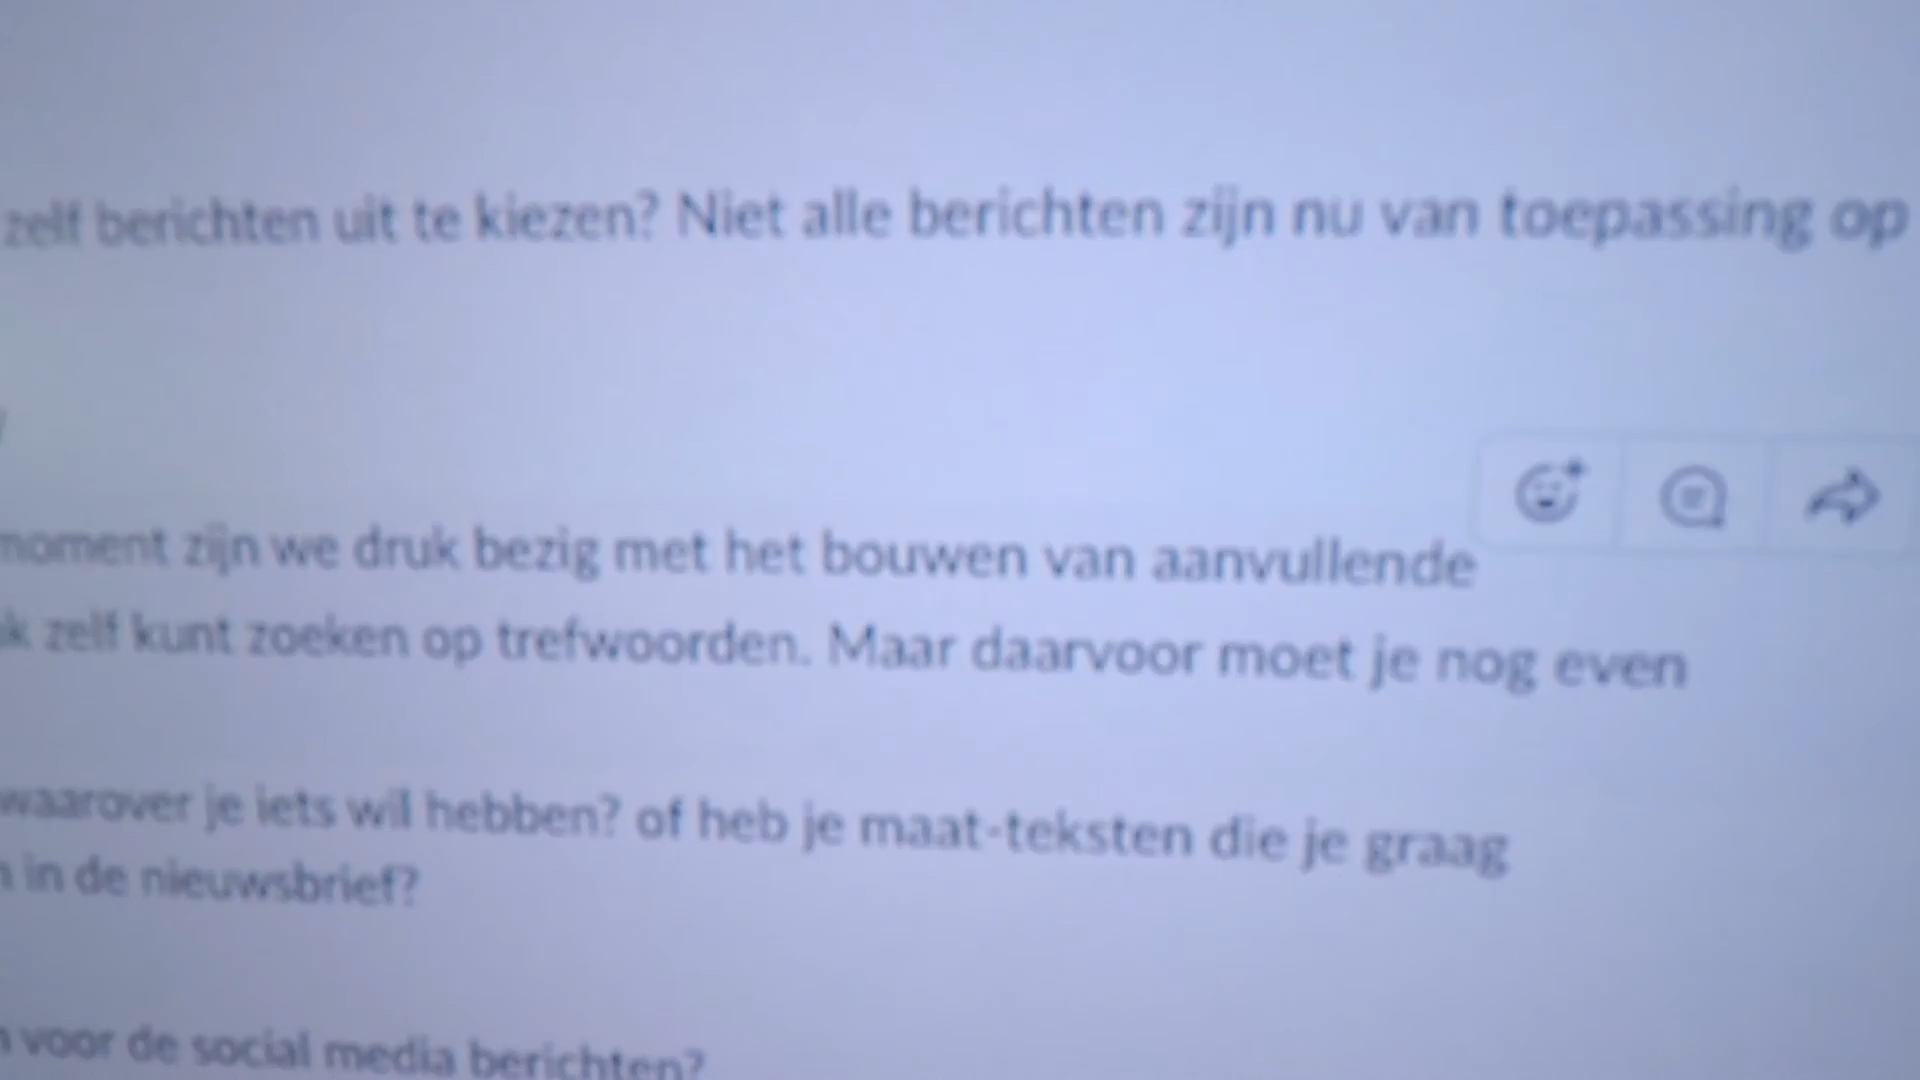 zelf berichten uit te kiezen? Niet alle berichten zijn nu van toepassing op
moment zijn we druk bezig met het bouwen van aanvullende
zelf kunt zoeken op trefwoorden. Maar daarvoor moet je nog even
waarover je iets wil hebben? of heb je maat-teksten die je graag
in de nieuwsbrief?
voor de social media berichten?